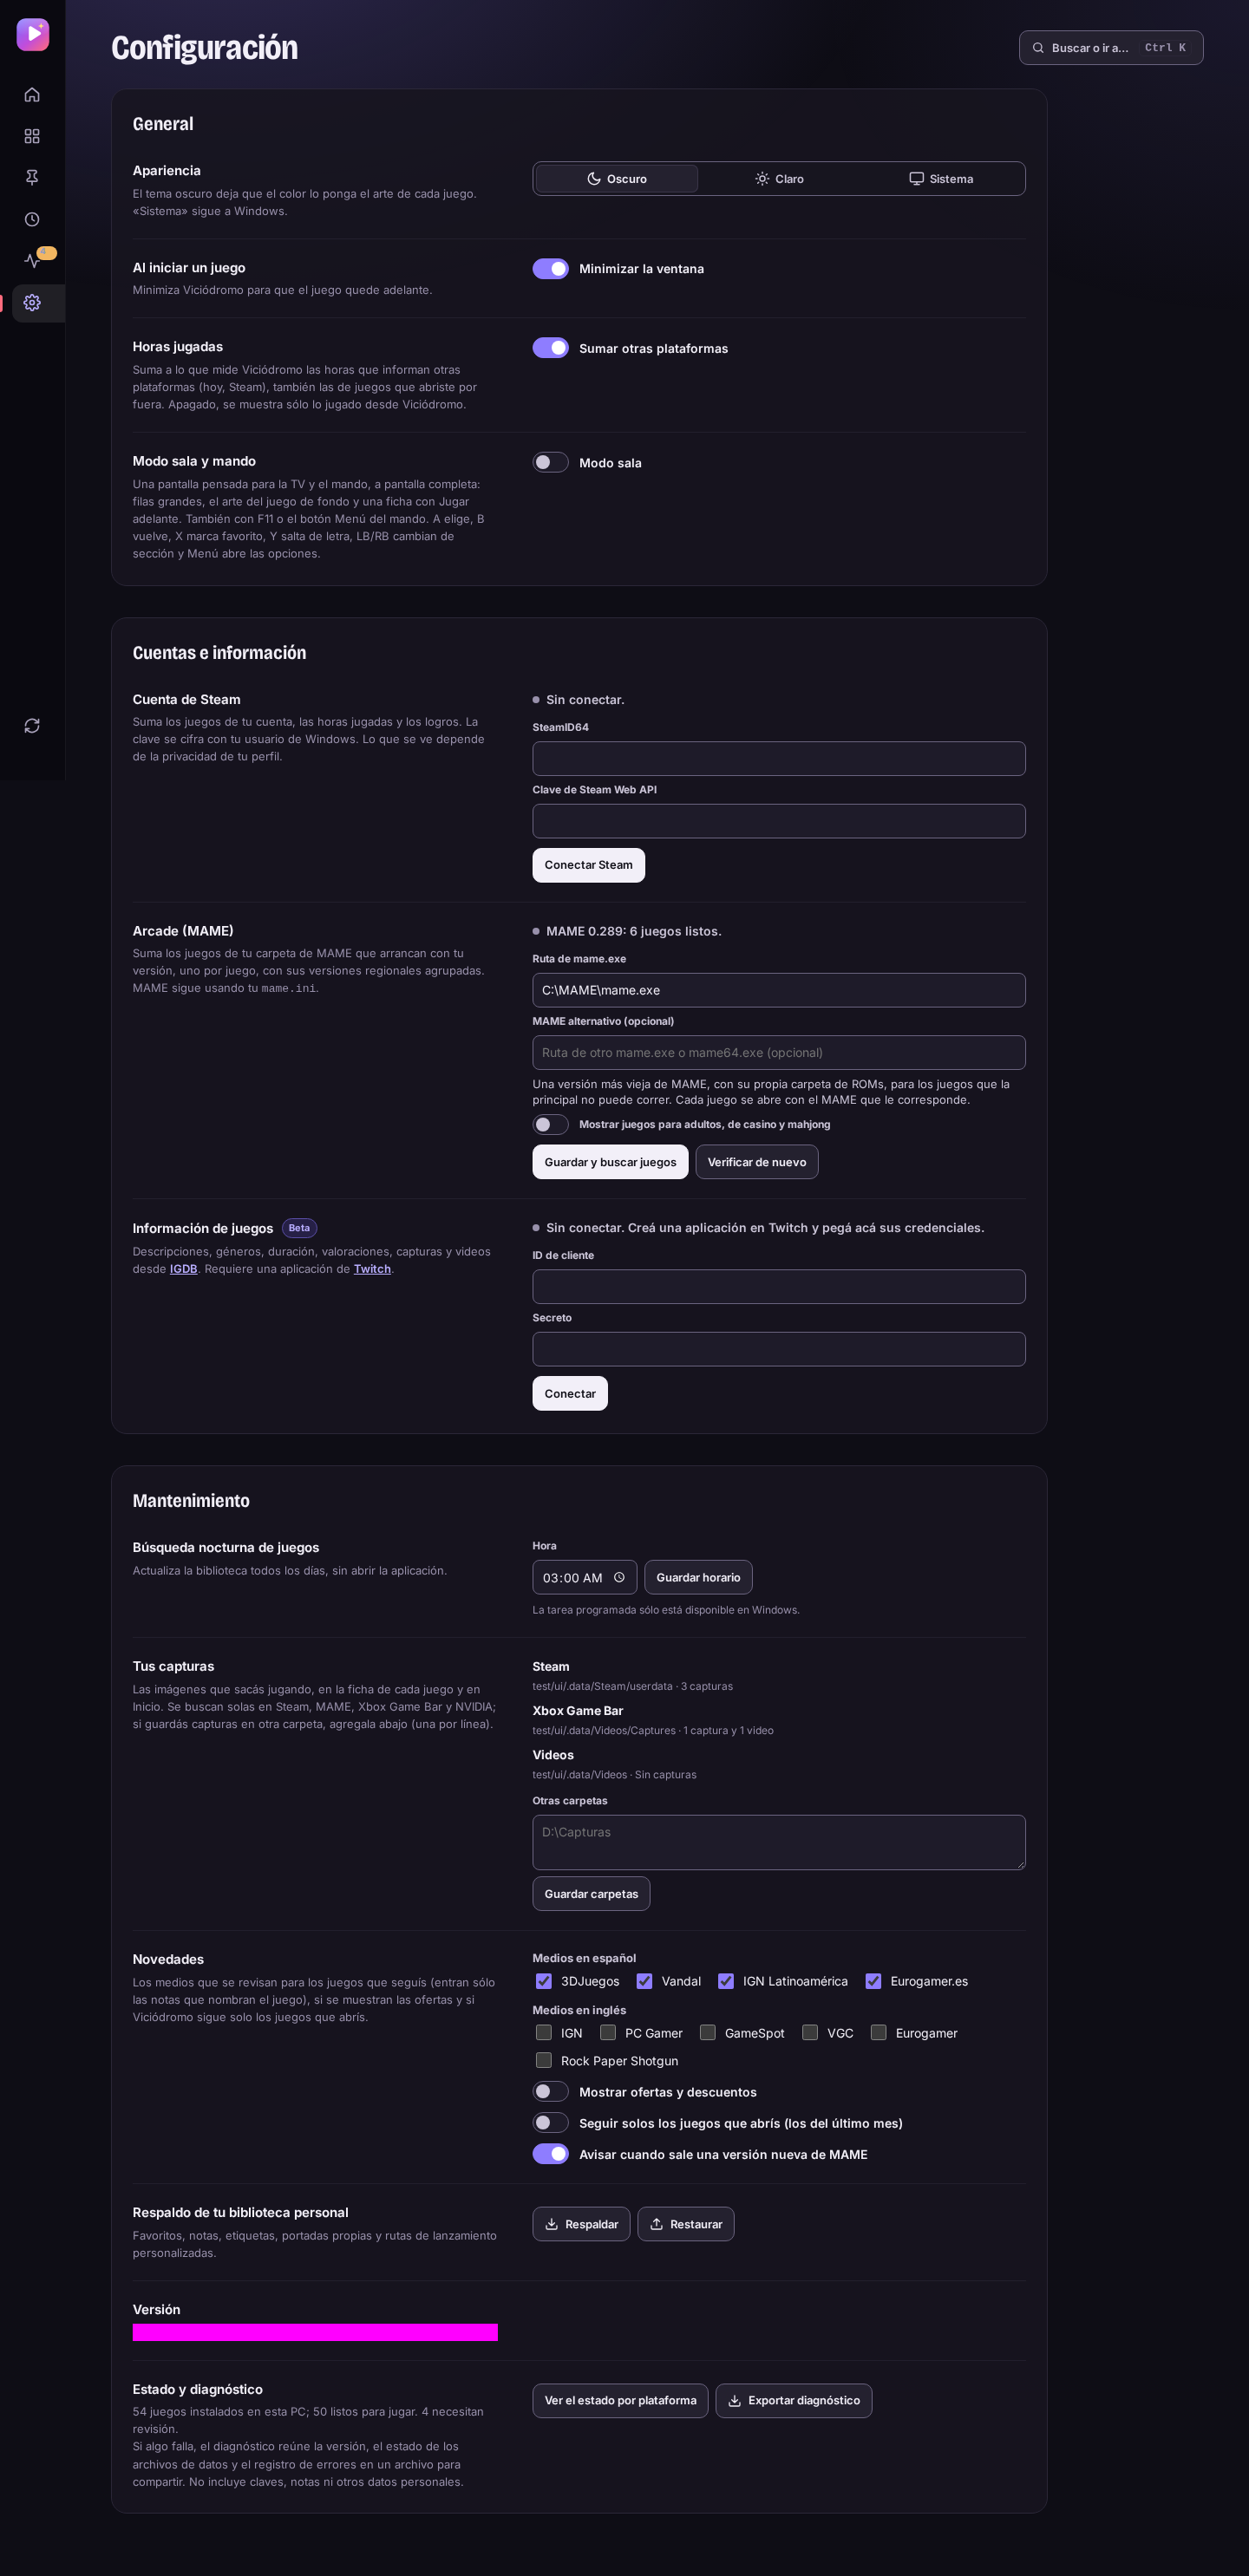 Configuración
Buscar o ir a... Ctrl K
General
Apariencia
El tema oscuro deja que el color lo ponga el arte de cada juego.
«Sistema» sigue a Windows.
Oscuro Claro Sistema
Al iniciar un juego
Minimiza Viciódromo para que el juego quede adelante.
Minimizar la ventana
Horas jugadas
Suma a lo que mide Viciódromo las horas que informan otras
plataformas (hoy, Steam), también las de juegos que abriste por
fuera. Apagado, se muestra sólo lo jugado desde Viciódromo.
Sumar otras plataformas
Modo sala y mando
Una pantalla pensada para la TV y el mando, a pantalla completa:
filas grandes, el arte del juego de fondo y una ficha con Jugar
adelante. También con F11 o el botón Menú del mando. A elige, B
vuelve, X marca favorito, Y salta de letra, LB/RB cambian de
sección y Menú abre las opciones.
Modo sala
Cuentas e información
Cuenta de Steam
Suma los juegos de tu cuenta, las horas jugadas y los logros. La
clave se cifra con tu usuario de Windows. Lo que se ve depende
de la privacidad de tu perfil.
Sin conectar.
SteamID64
Clave de Steam Web API
Conectar Steam
Arcade (MAME)
Suma los juegos de tu carpeta de MAME que arrancan con tu
versión, uno por juego, con sus versiones regionales agrupadas.
MAME sigue usando tu mame.ini.
MAME 0.289: 6 juegos listos.
Ruta de mame.exe
C:\MAME\mame.exe
MAME alternativo (opcional)
Ruta de otro mame.exe o mame64.exe (opcional)
Una versión más vieja de MAME, con su propia carpeta de ROMs, para los juegos que la
principal no puede correr. Cada juego se abre con el MAME que le corresponde.
Mostrar juegos para adultos, de casino y mahjong
Guardar y buscar juegos Verificar de nuevo
Información de juegos Beta
Descripciones, géneros, duración, valoraciones, capturas y videos
desde IGDB. Requiere una aplicación de Twitch.
Sin conectar. Creá una aplicación en Twitch y pegá acá sus credenciales.
ID de cliente
Secreto
Conectar
Mantenimiento
Búsqueda nocturna de juegos
Actualiza la biblioteca todos los días, sin abrir la aplicación.
Hora
03:00 AM Guardar horario
La tarea programada sólo está disponible en Windows.
Tus capturas
Las imágenes que sacás jugando, en la ficha de cada juego y en
Inicio. Se buscan solas en Steam, MAME, Xbox Game Bar y NVIDIA;
si guardás capturas en otra carpeta, agregala abajo (una por línea).
Steam
test/ui/.data/Steam/userdata · 3 capturas
Xbox Game Bar
test/ui/.data/Videos/Captures · 1 captura y 1 video
Videos
test/ui/.data/Videos · Sin capturas
Otras carpetas
D:\Capturas
Guardar carpetas
Novedades
Los medios que se revisan para los juegos que seguís (entran sólo
las notas que nombran el juego), si se muestran las ofertas y si
Viciódromo sigue solo los juegos que abrís.
Medios en español
3DJuegos Vandal IGN Latinoamérica Eurogamer.es
Medios en inglés
IGN PC Gamer GameSpot VGC Eurogamer
Rock Paper Shotgun
Mostrar ofertas y descuentos
Seguir solos los juegos que abrís (los del último mes)
Avisar cuando sale una versión nueva de MAME
Respaldo de tu biblioteca personal
Favoritos, notas, etiquetas, portadas propias y rutas de lanzamiento
personalizadas.
Respaldar Restaurar
Versión
Estado y diagnóstico
54 juegos instalados en esta PC; 50 listos para jugar. 4 necesitan
revisión.
Si algo falla, el diagnóstico reúne la versión, el estado de los
archivos de datos y el registro de errores en un archivo para
compartir. No incluye claves, notas ni otros datos personales.
Ver el estado por plataforma Exportar diagnóstico